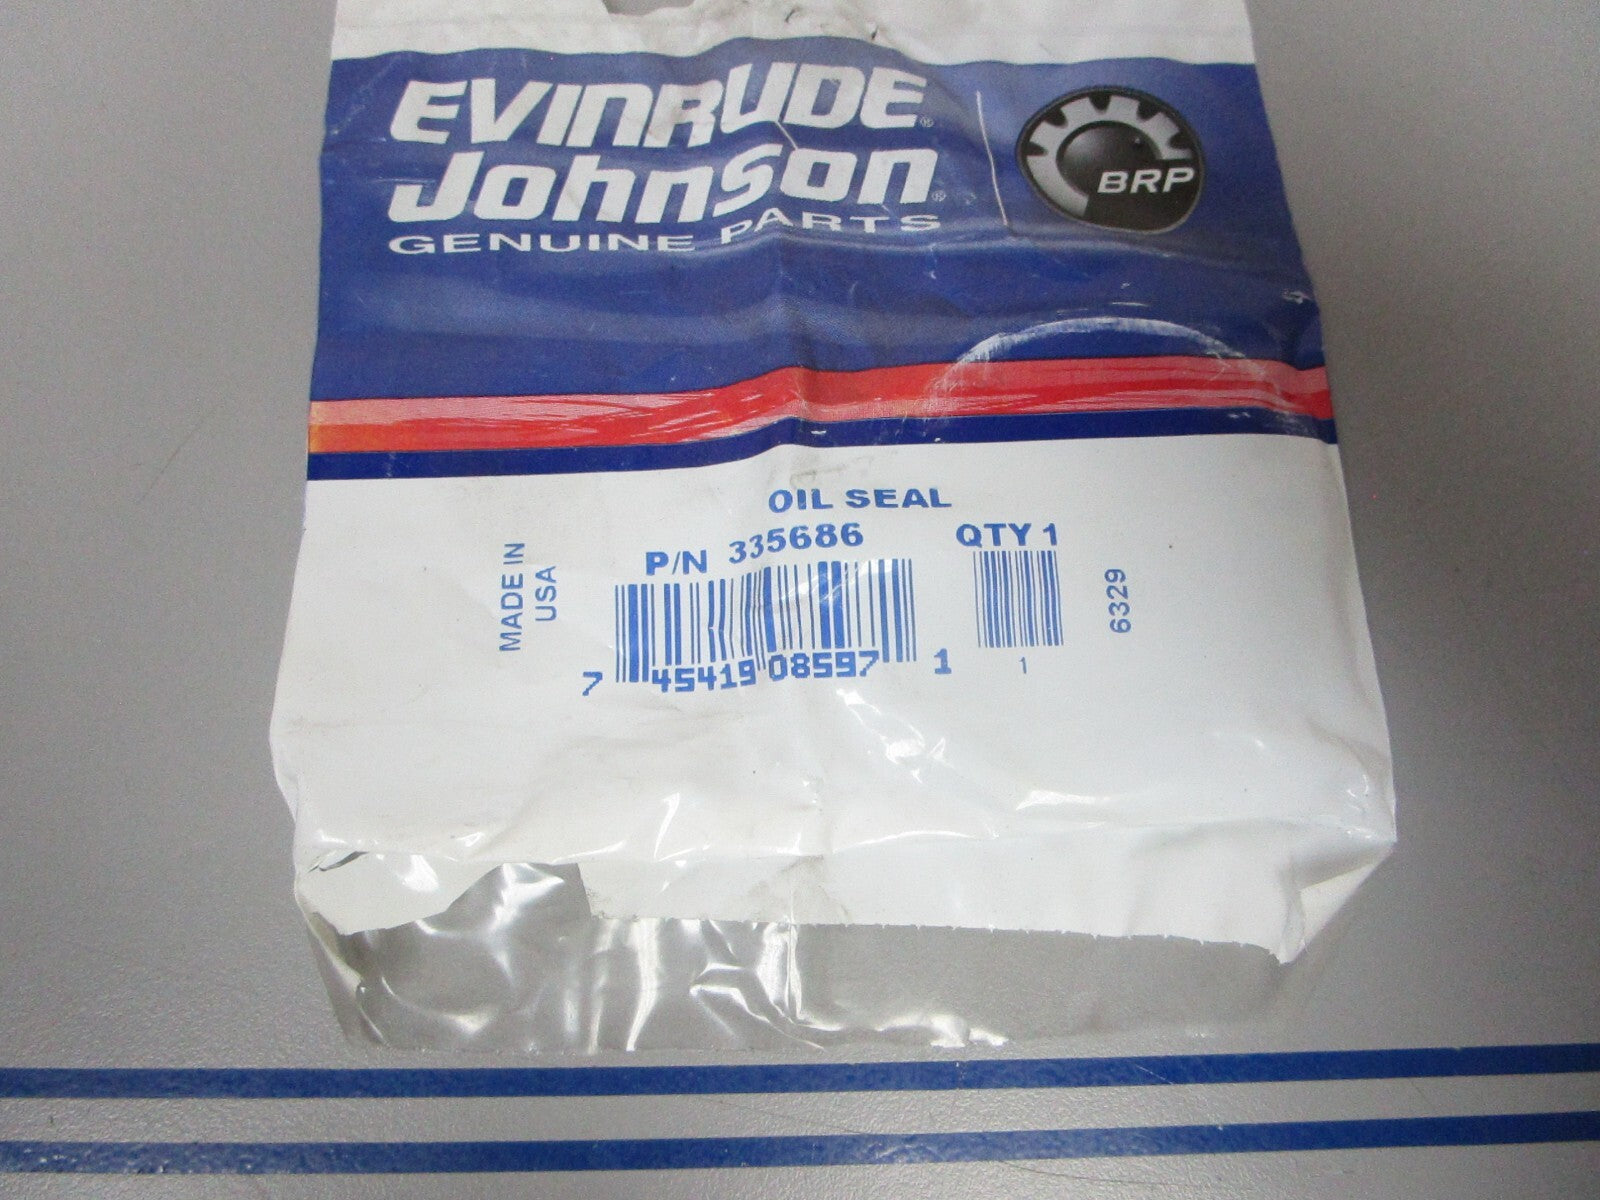 EVINRUDE®
Johnson®
GENUINE PARTS
BRP
OIL SEAL
P/N 335686
QTY 1
MADE IN
USA
7 45419 08597 1
1
6329